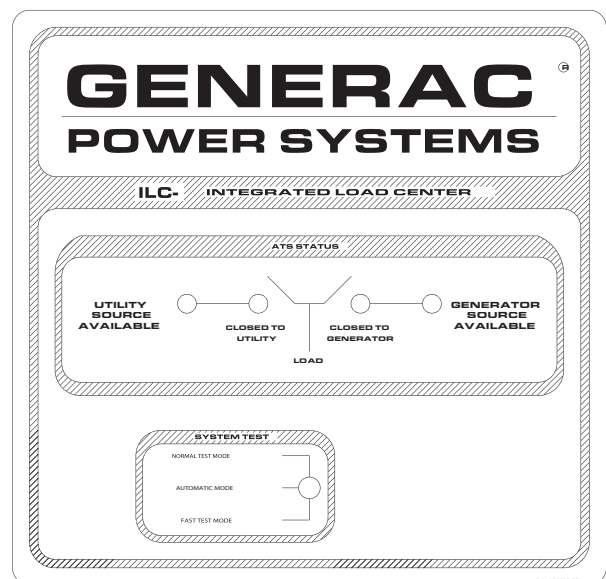 GENERAC®
POWER SYSTEMS
ILC- INTEGRATED LOAD CENTER
ATS STATUS
UTILITY
SOURCE
AVAILABLE
CLOSED TO
UTILITY
LOAD
CLOSED TO
GENERATOR
GENERATOR
SOURCE
AVAILABLE
SYSTEM TEST
NORMAL TEST MODE
AUTOMATIC MODE
FAST TEST MODE